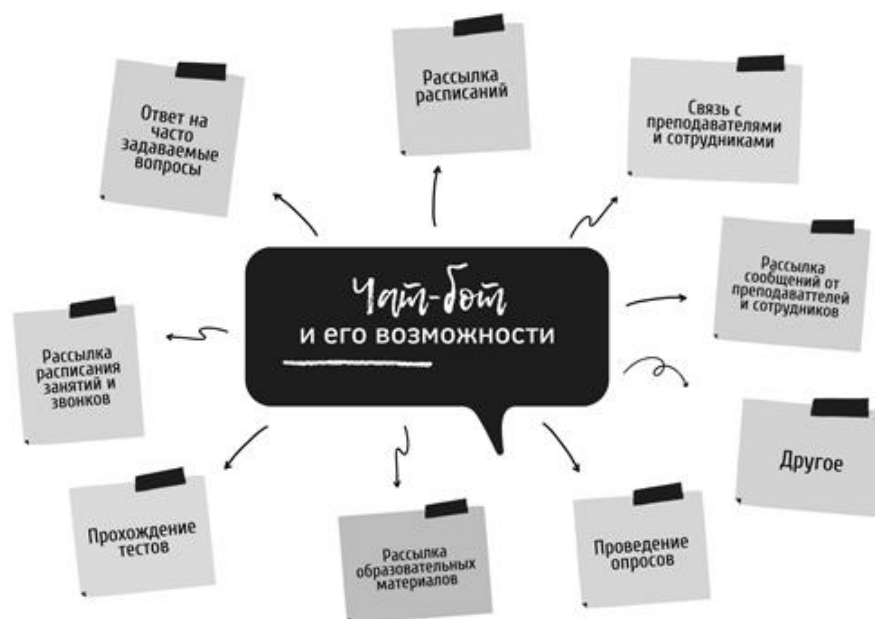 Рассылка
расписаний
Ответ на
часто
задаваемые
вопросы
Связь с
преподавателями
и сотрудниками
Чат-бот
и его возможности
Рассылка
сообщений от
преподаваттелей
и сотрудников
Рассылка
расписания
занятий и
звонков
Другое
Прохождение
тестов
Рассылка
образовательных
материалов
Проведение
опросов